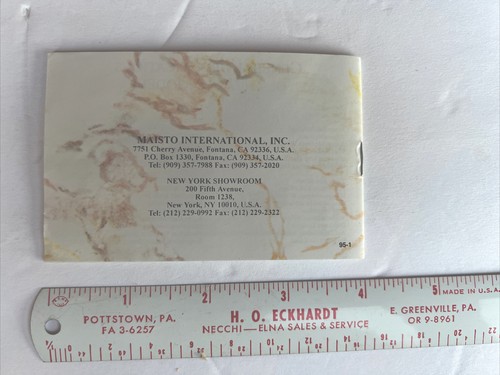 MAISTO INTERNATIONAL, INC.
7751 Cherry Avenue, Fontana, CA 92336, U.S.A.
P.O. Box 1330, Fontana, CA 92334, U.S.A.
Tel: (909) 357-7988 Fax: (909) 357-2020
NEW YORK SHOWROOM
200 Fifth Avenue,
Room 1238,
New York, NY 10010, U.S.A.
Tel: (212) 229-0992 Fax: (212) 229-2322
95-1
1 2 3 4 5 MADE IN U.S.A.
POTTSTOWN, PA. H. O. ECKHARDT E. GREENVILLE, PA.
FA 3-6257 NECCHI—ELNA SALES & SERVICE OR 9-8961